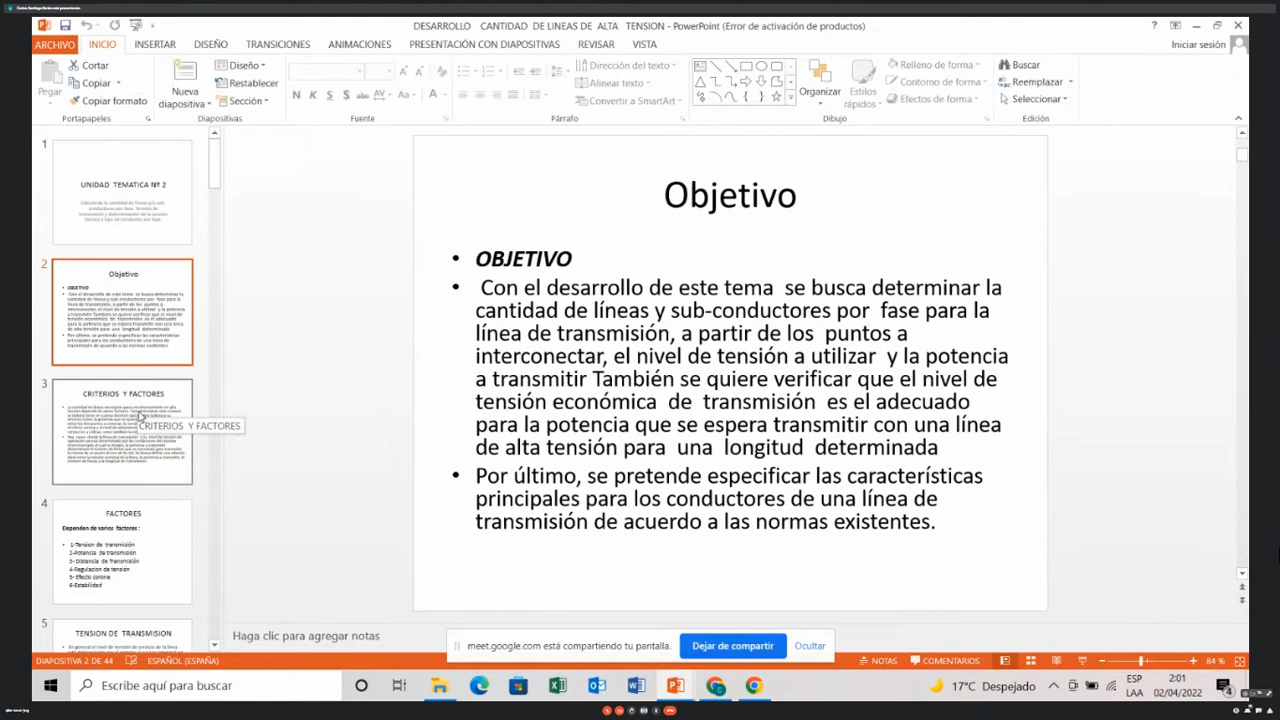 DESARROLLO CANTIDAD DE LINEAS DE ALTA TENSION - PowerPoint (Error de activación de productos)
ARCHIVO INICIO INSERTAR DISEÑO TRANSICIONES ANIMACIONES PRESENTACIÓN CON DIAPOSITIVAS REVISAR VISTA Iniciar sesión
Pegar
Cortar
Copiar
Copiar formato
Portapapeles
Nueva diapositiva
Diseño
Restablecer
Sección
Diapositivas
N K S S abc AV Aa A
Fuente
Dirección del texto
Alinear texto
Convertir a SmartArt
Párrafo
Organizar
Estilos rápidos
Relleno de forma
Contorno de forma
Efectos de forma
Dibujo
Buscar
Reemplazar
Seleccionar
Edición
1
UNIDAD TEMATICA Nº 2
2
Objetivo
3
CRITERIOS Y FACTORES
CRITERIOS Y FACTORES
4
FACTORES
Dependen de varios factores :
1-Tension de transmisión
2-Potencia de transmisión
3- Distancia de Transmisión
4-Regulacion de tensión
5- Efecto corona
6-Estabilidad
5
TENSION DE TRANSMISION
Objetivo
• OBJETIVO
• Con el desarrollo de este tema se busca determinar la
cantidad de líneas y sub-conductores por fase para la
línea de transmisión, a partir de los puntos a
interconectar, el nivel de tensión a utilizar y la potencia
a transmitir También se quiere verificar que el nivel de
tensión económica de transmisión es el adecuado
para la potencia que se espera transmitir con una línea
de alta tensión para una longitud determinada
• Por último, se pretende especificar las características
principales para los conductores de una línea de
transmisión de acuerdo a las normas existentes.
Haga clic para agregar notas
meet.google.com está compartiendo tu pantalla. Dejar de compartir Ocultar
DIAPOSITIVA 2 DE 44 ESPAÑOL (ESPAÑA) NOTAS COMENTARIOS 84 %
Escribe aquí para buscar
17°C Despejado
ESP
LAA
2:01
02/04/2022
4